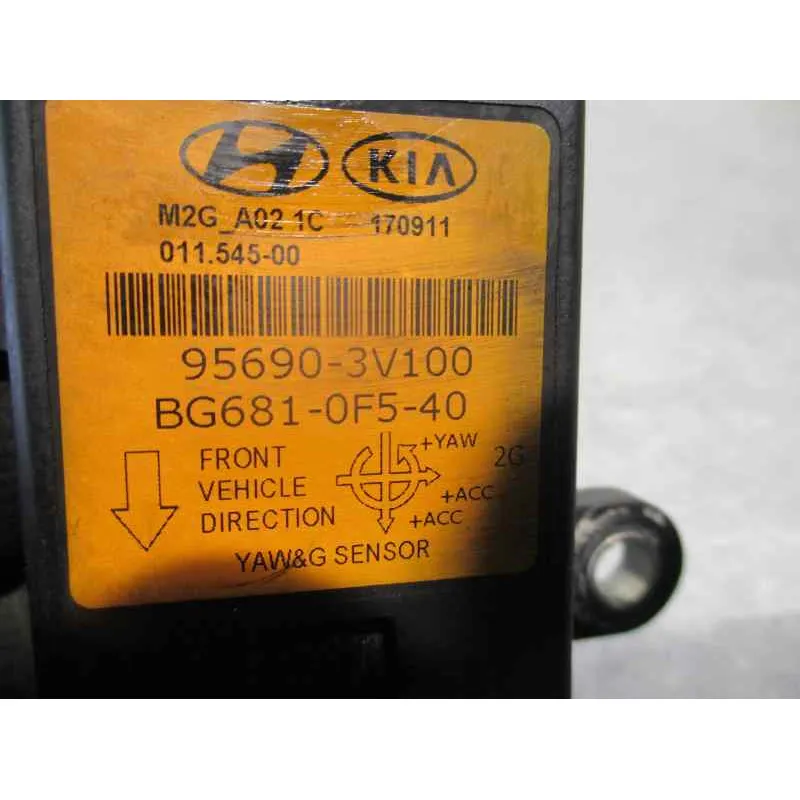 KIA
M2G_A02 1C 170911
011.545-00
95690-3V100
BG681-0F5-40
FRONT
VEHICLE
DIRECTION
+YAW 2G
+ACC
+ACC
YAW&G SENSOR